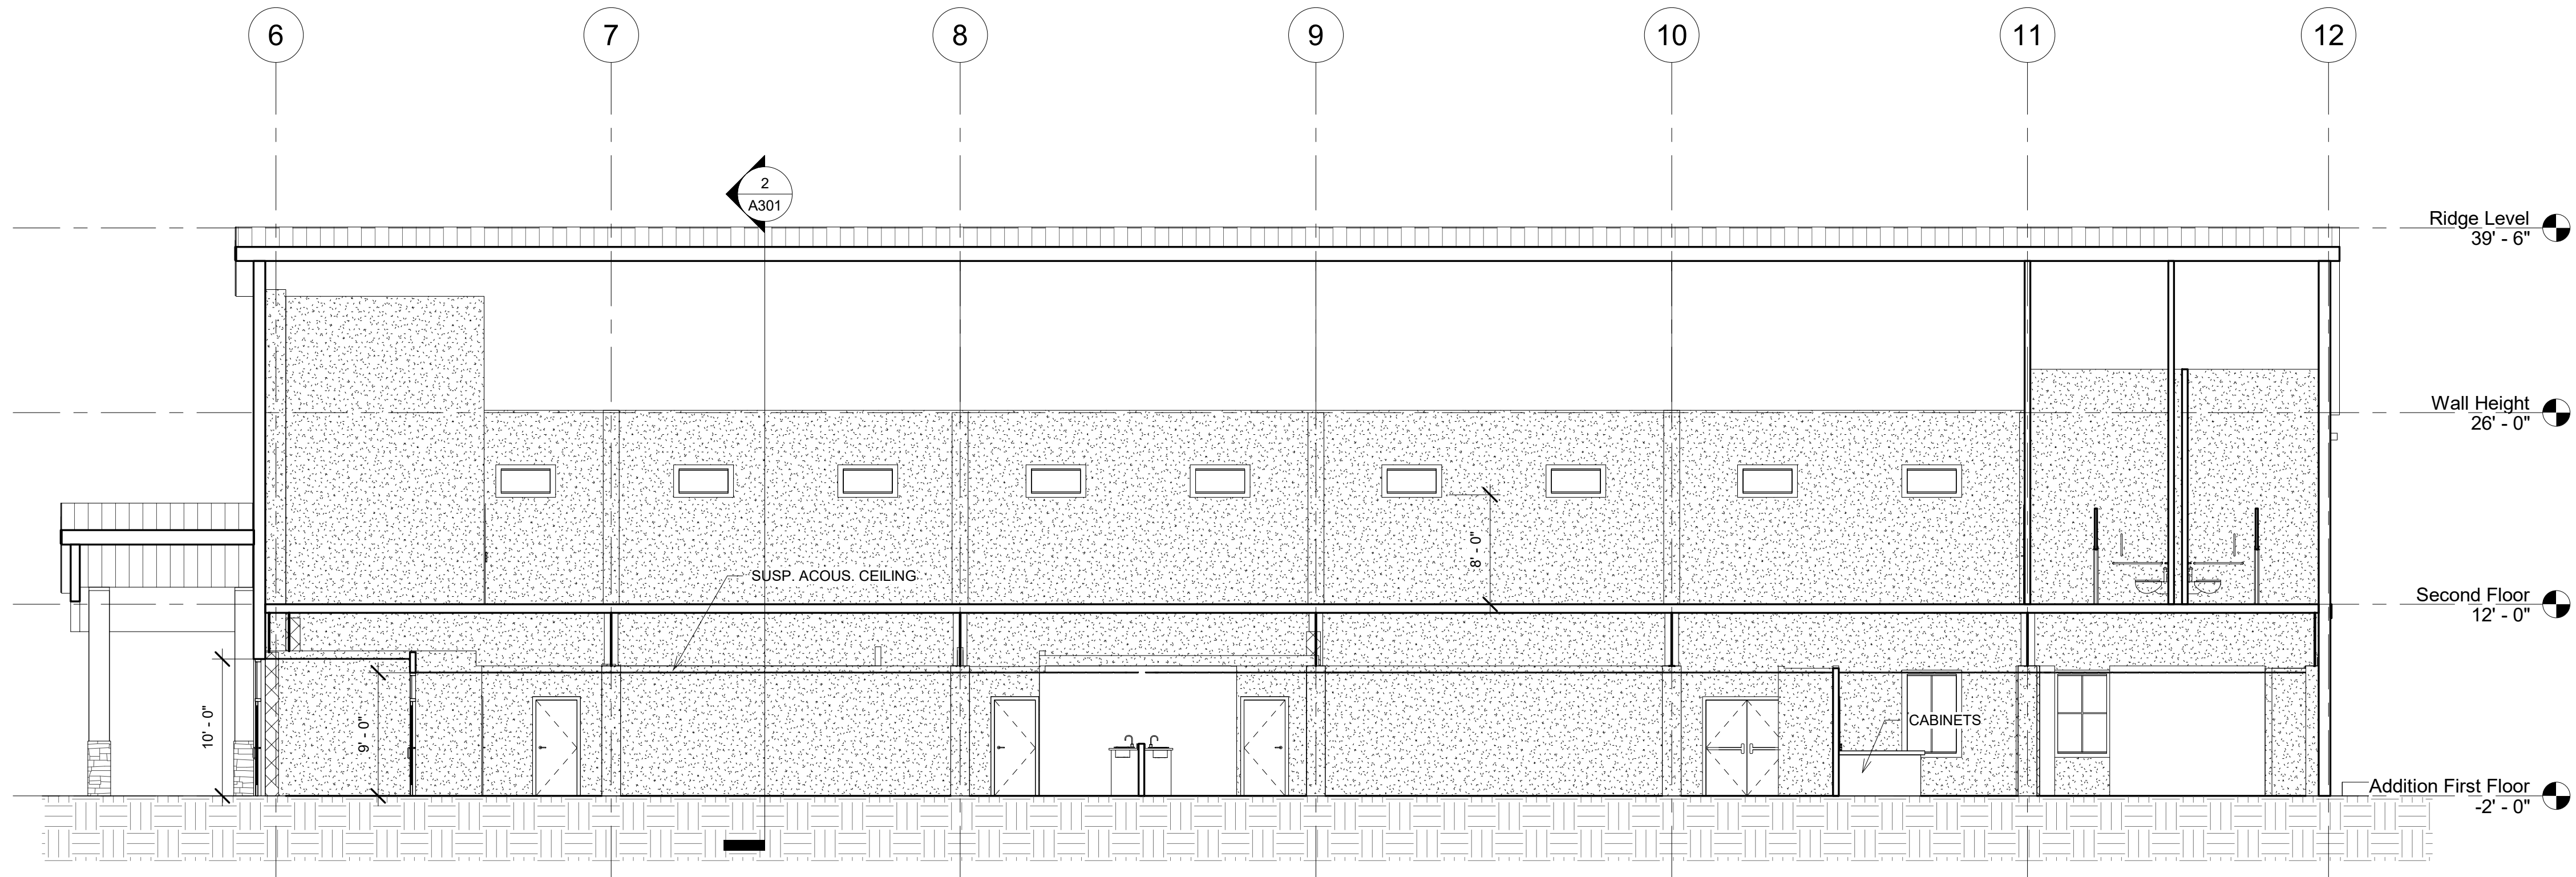 6 7 8 9 10 11 12
2
A301
Ridge Level
39' - 6"
Wall Height
26' - 0"
8' - 0"
SUSP. ACOUS. CEILING
Second Floor
12' - 0"
10' - 0"
9' - 0"
CABINETS
Addition First Floor
-2' - 0"